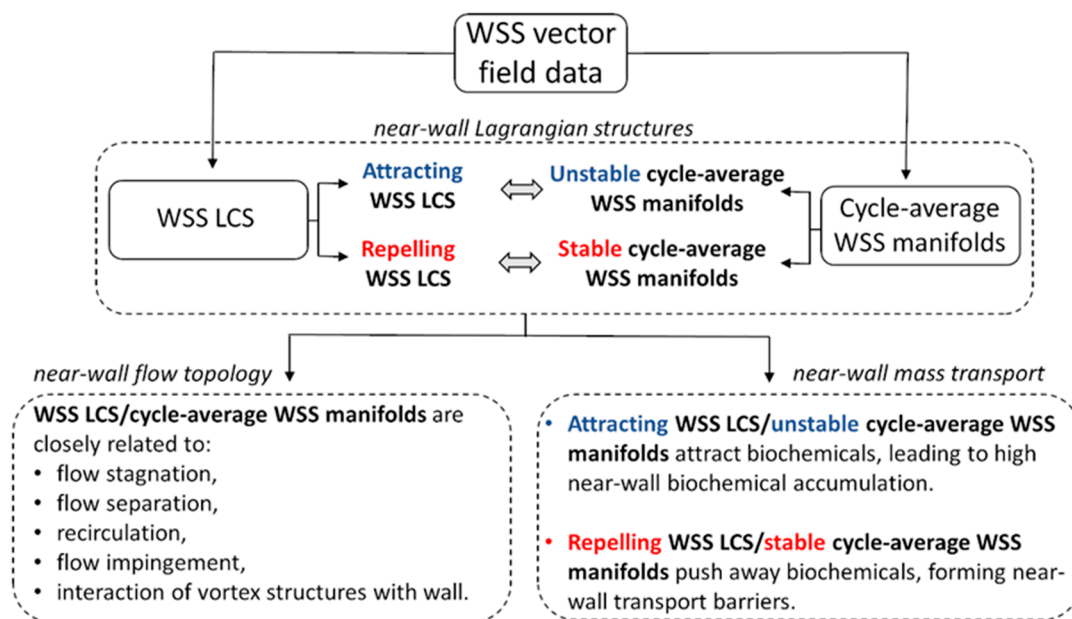 WSS vector
field data
near-wall Lagrangian structures
WSS LCS
Attracting
WSS LCS
Unstable cycle-average
WSS manifolds
Repelling
WSS LCS
Stable cycle-average
WSS manifolds
Cycle-average
WSS manifolds
near-wall flow topology
WSS LCS/cycle-average WSS manifolds are
closely related to:
• flow stagnation,
• flow separation,
• recirculation,
• flow impingement,
• interaction of vortex structures with wall.
near-wall mass transport
• Attracting WSS LCS/unstable cycle-average WSS
manifolds attract biochemicals, leading to high
near-wall biochemical accumulation.
• Repelling WSS LCS/stable cycle-average WSS
manifolds push away biochemicals, forming near-
wall transport barriers.